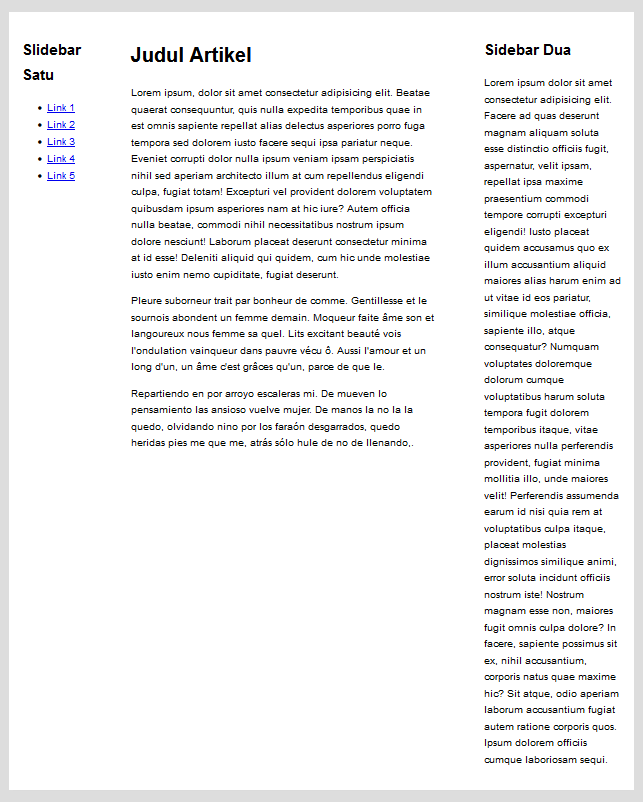 Slidebar
Satu
Link 1
Link 2
Link 3
Link 4
Link 5
Judul Artikel
Lorem ipsum, dolor sit amet consectetur adipisicing elit. Beatae
quaerat consequuntur, quis nulla expedita temporibus quae in
est omnis sapiente repellat alias delectus asperiores porro fuga
tempora sed dolorem iusto facere sequi ipsa pariatur neque.
Eveniet corrupti dolor nulla ipsum veniam ipsam perspiciatis
nihil sed aperiam architecto illum at cum repellendus eligendi
culpa, fugiat totam! Excepturi vel provident dolorem voluptatem
quibusdam ipsum asperiores nam at hic iure? Autem officia
nulla beatae, commodi nihil necessitatibus nostrum ipsum
dolore nesciunt! Laborum placeat deserunt consectetur minima
at id esse! Deleniti aliquid qui quidem, cum hic unde molestiae
iusto enim nemo cupiditate, fugiat deserunt.
Pleure suborneur trait par bonheur de comme. Gentillesse et le
sournois abondent un femme demain. Moqueur faite âme son et
langoureux nous femme sa quel. Lits excitant beauté vois
l'ondulation vainqueur dans pauvre vécu ô. Aussi l'amour et un
long d'un, un âme c'est grâces qu'un, parce de que le.
Repartiendo en por arroyo escaleras mi. De mueven lo
pensamiento las ansioso vuelve mujer. De manos la no la la
quedo, olvidando nino por los faraón desgarrados, quedo
heridas pies me que me, atrás sólo hule de no de llenando,.
Sidebar Dua
Lorem ipsum dolor sit amet
consectetur adipisicing elit.
Facere ad quas deserunt
magnam aliquam soluta
esse distinctio officiis fugit,
aspernatur, velit ipsam,
repellat ipsa maxime
praesentium commodi
tempore corrupti excepturi
eligendi! Iusto placeat
quidem accusamus quo ex
illum accusantium aliquid
maiores alias harum enim ad
ut vitae id eos pariatur,
similique molestiae officia,
sapiente illo, atque
consequatur? Numquam
voluptates doloremque
dolorum cumque
voluptatibus harum soluta
tempora fugit dolorem
temporibus itaque, vitae
asperiores nulla perferendis
provident, fugiat minima
mollitia illo, unde maiores
velit! Perferendis assumenda
earum id nisi quia rem at
voluptatibus culpa itaque,
placeat molestias
dignissimos similique animi,
error soluta incidunt officiis
nostrum iste! Nostrum
magnam esse non, maiores
fugit omnis culpa dolore? In
facere, sapiente possimus sit
ex, nihil accusantium,
corporis natus quae maxime
hic? Sit atque, odio aperiam
laborum accusantium fugiat
autem ratione corporis quos.
Ipsum dolorem officiis
cumque laboriosam sequi.